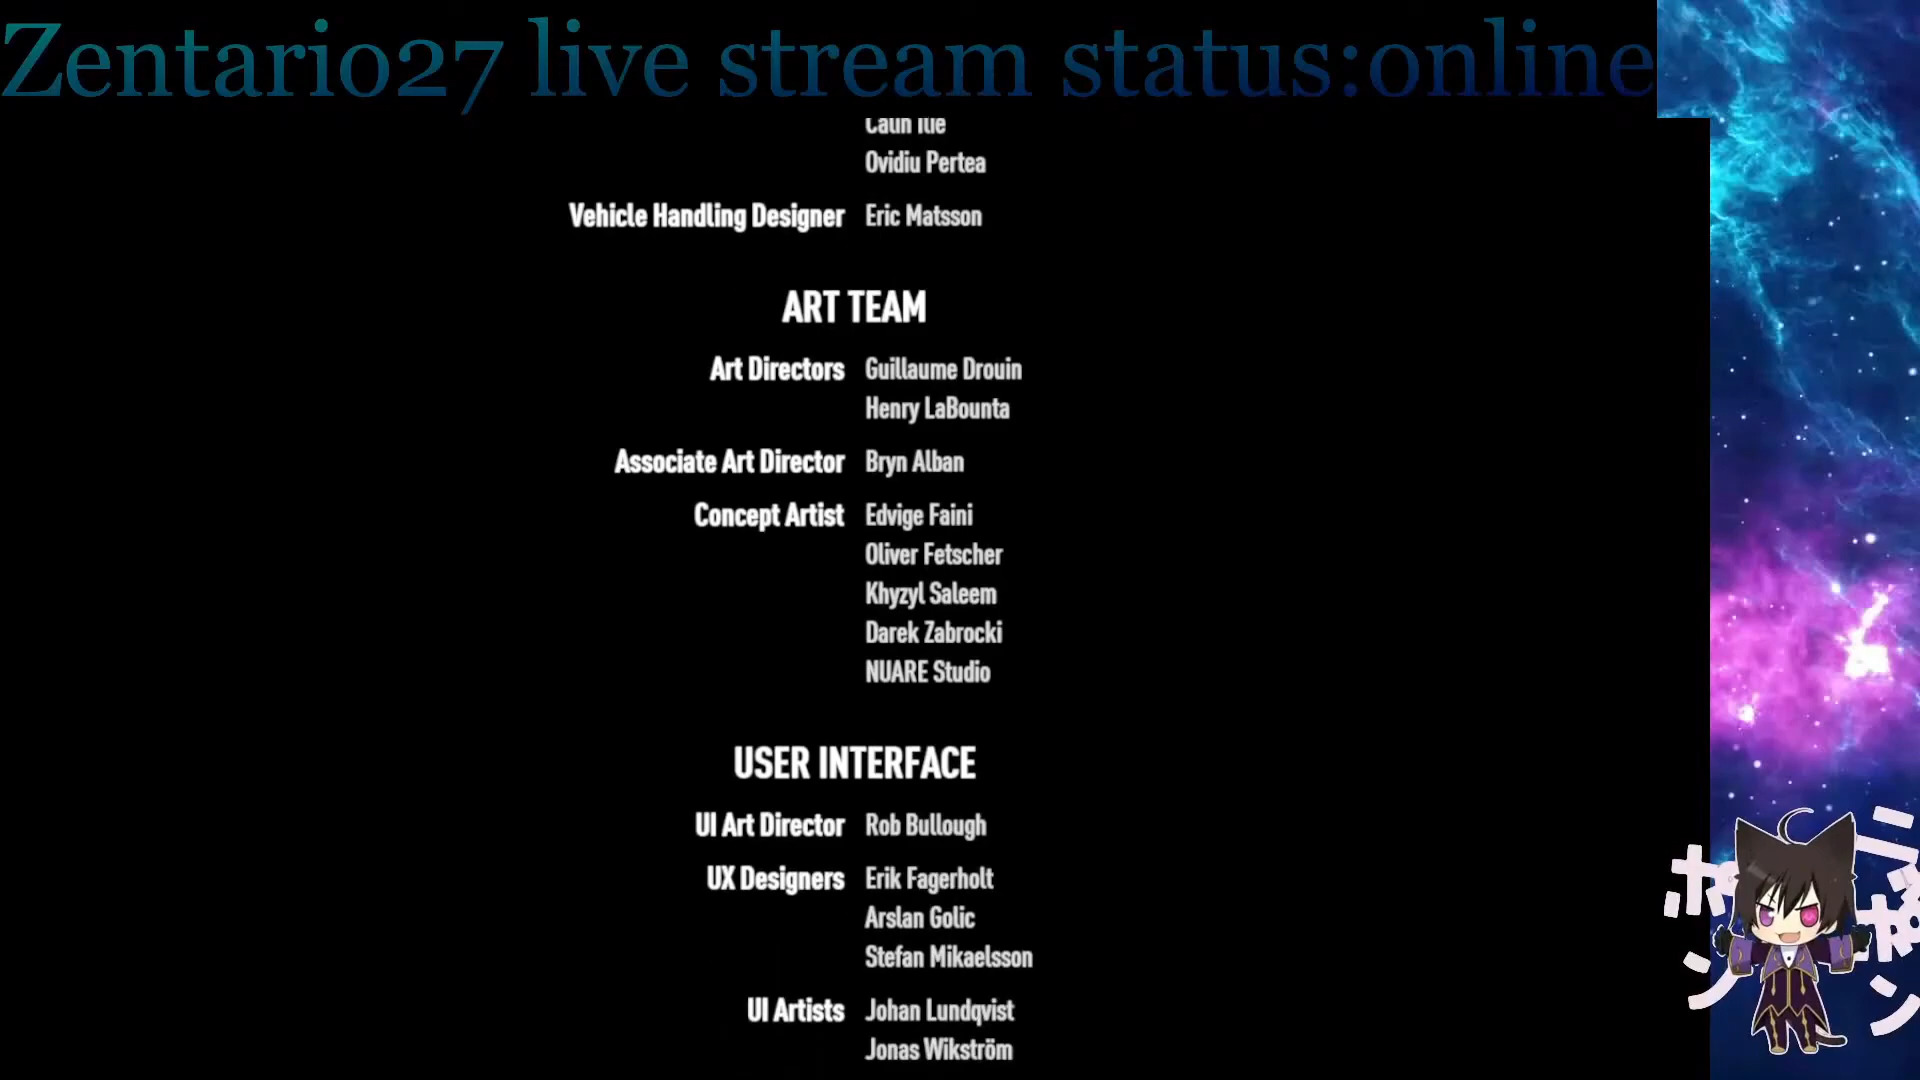 Zentario27 live stream status:online
Calin Ilie
Ovidiu Pertea
Vehicle Handling Designer Eric Matsson
ART TEAM
Art Directors Guillaume Drouin
Henry LaBounta
Associate Art Director Bryn Alban
Concept Artist Edvige Faini
Oliver Fetscher
Khyzyl Saleem
Darek Zabrocki
NUARE Studio
USER INTERFACE
UI Art Director Rob Bullough
UX Designers Erik Fagerholt
Arslan Golic
Stefan Mikaelsson
UI Artists Johan Lundqvist
Jonas Wikström